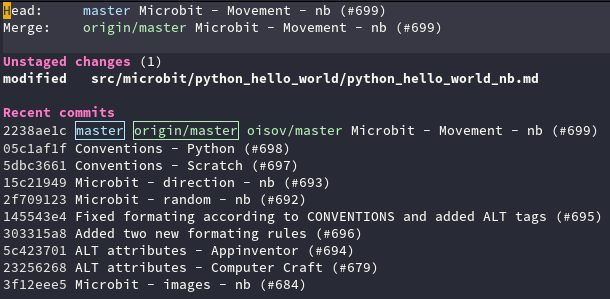 Head:     master Microbit - Movement - nb (#699)
Merge:    origin/master Microbit - Movement - nb (#699)
Unstaged changes (1)
modified   src/microbit/python_hello_world/python_hello_world_nb.md
Recent commits
2238ae1c master origin/master oisov/master Microbit - Movement - nb (#699)
05c1af1f Conventions - Python (#698)
5dbc3661 Conventions - Scratch (#697)
15c21949 Microbit - direction - nb (#693)
2f709123 Microbit - random - nb (#692)
145543e4 Fixed formating according to CONVENTIONS and added ALT tags (#695)
303315a8 Added two new formating rules (#696)
5c423701 ALT attributes - Appinventor (#694)
23256268 ALT attributes - Computer Craft (#679)
3f12eee5 Microbit - images - nb (#684)